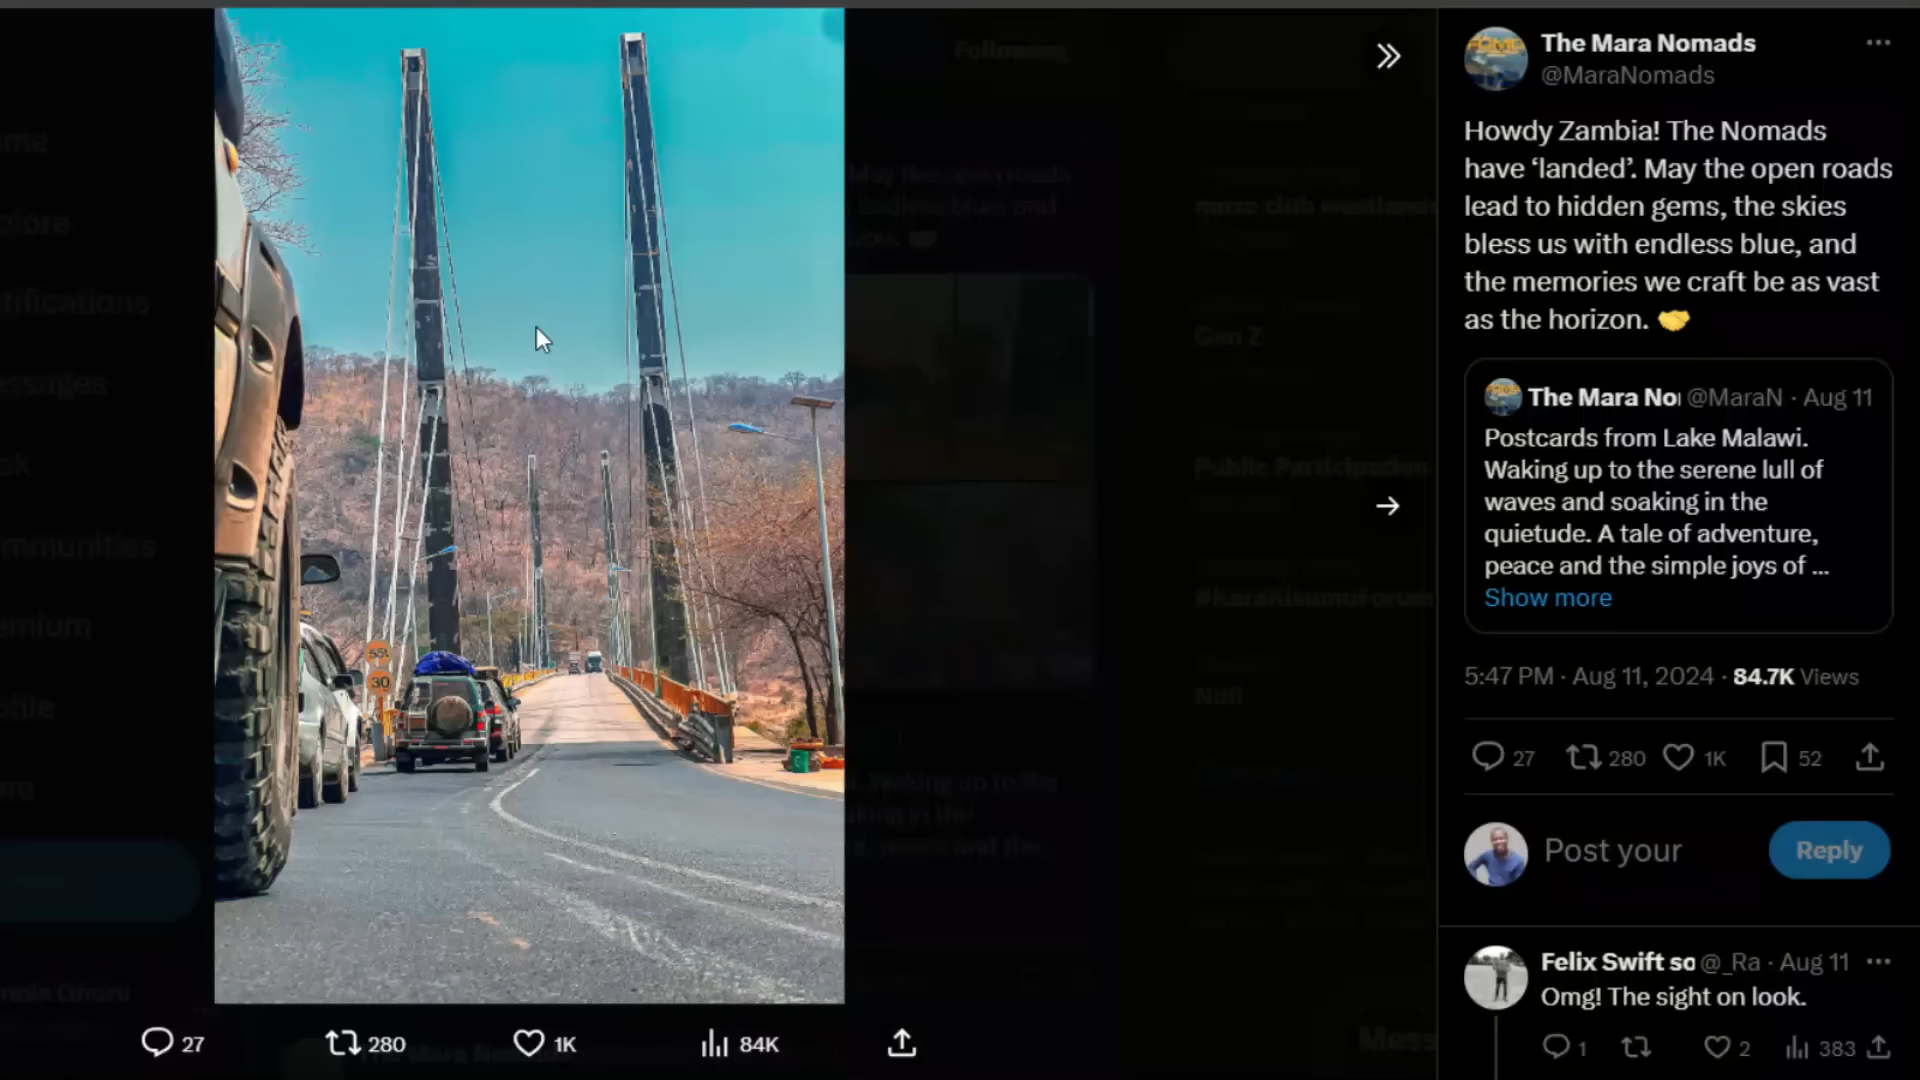 The Mara Nomads
@MaraNomads
Howdy Zambia! The Nomads
have ‘landed’. May the open roads
lead to hidden gems, the skies
bless us with endless blue, and
the memories we craft be as vast
as the horizon.
The Mara No @MaraN · Aug 11
Postcards from Lake Malawi.
Waking up to the serene lull of
waves and soaking in the
quietude. A tale of adventure,
peace and the simple joys of ...
Show more
5:47 PM · Aug 11, 2024 · 84.7K Views
27 280 1K 52
Post your Reply
Felix Swift so @_Ra · Aug 11
Omg! The sight on look.
1 2 383
27 280 1K 84K
55t
30
Gen Z
Public Participation